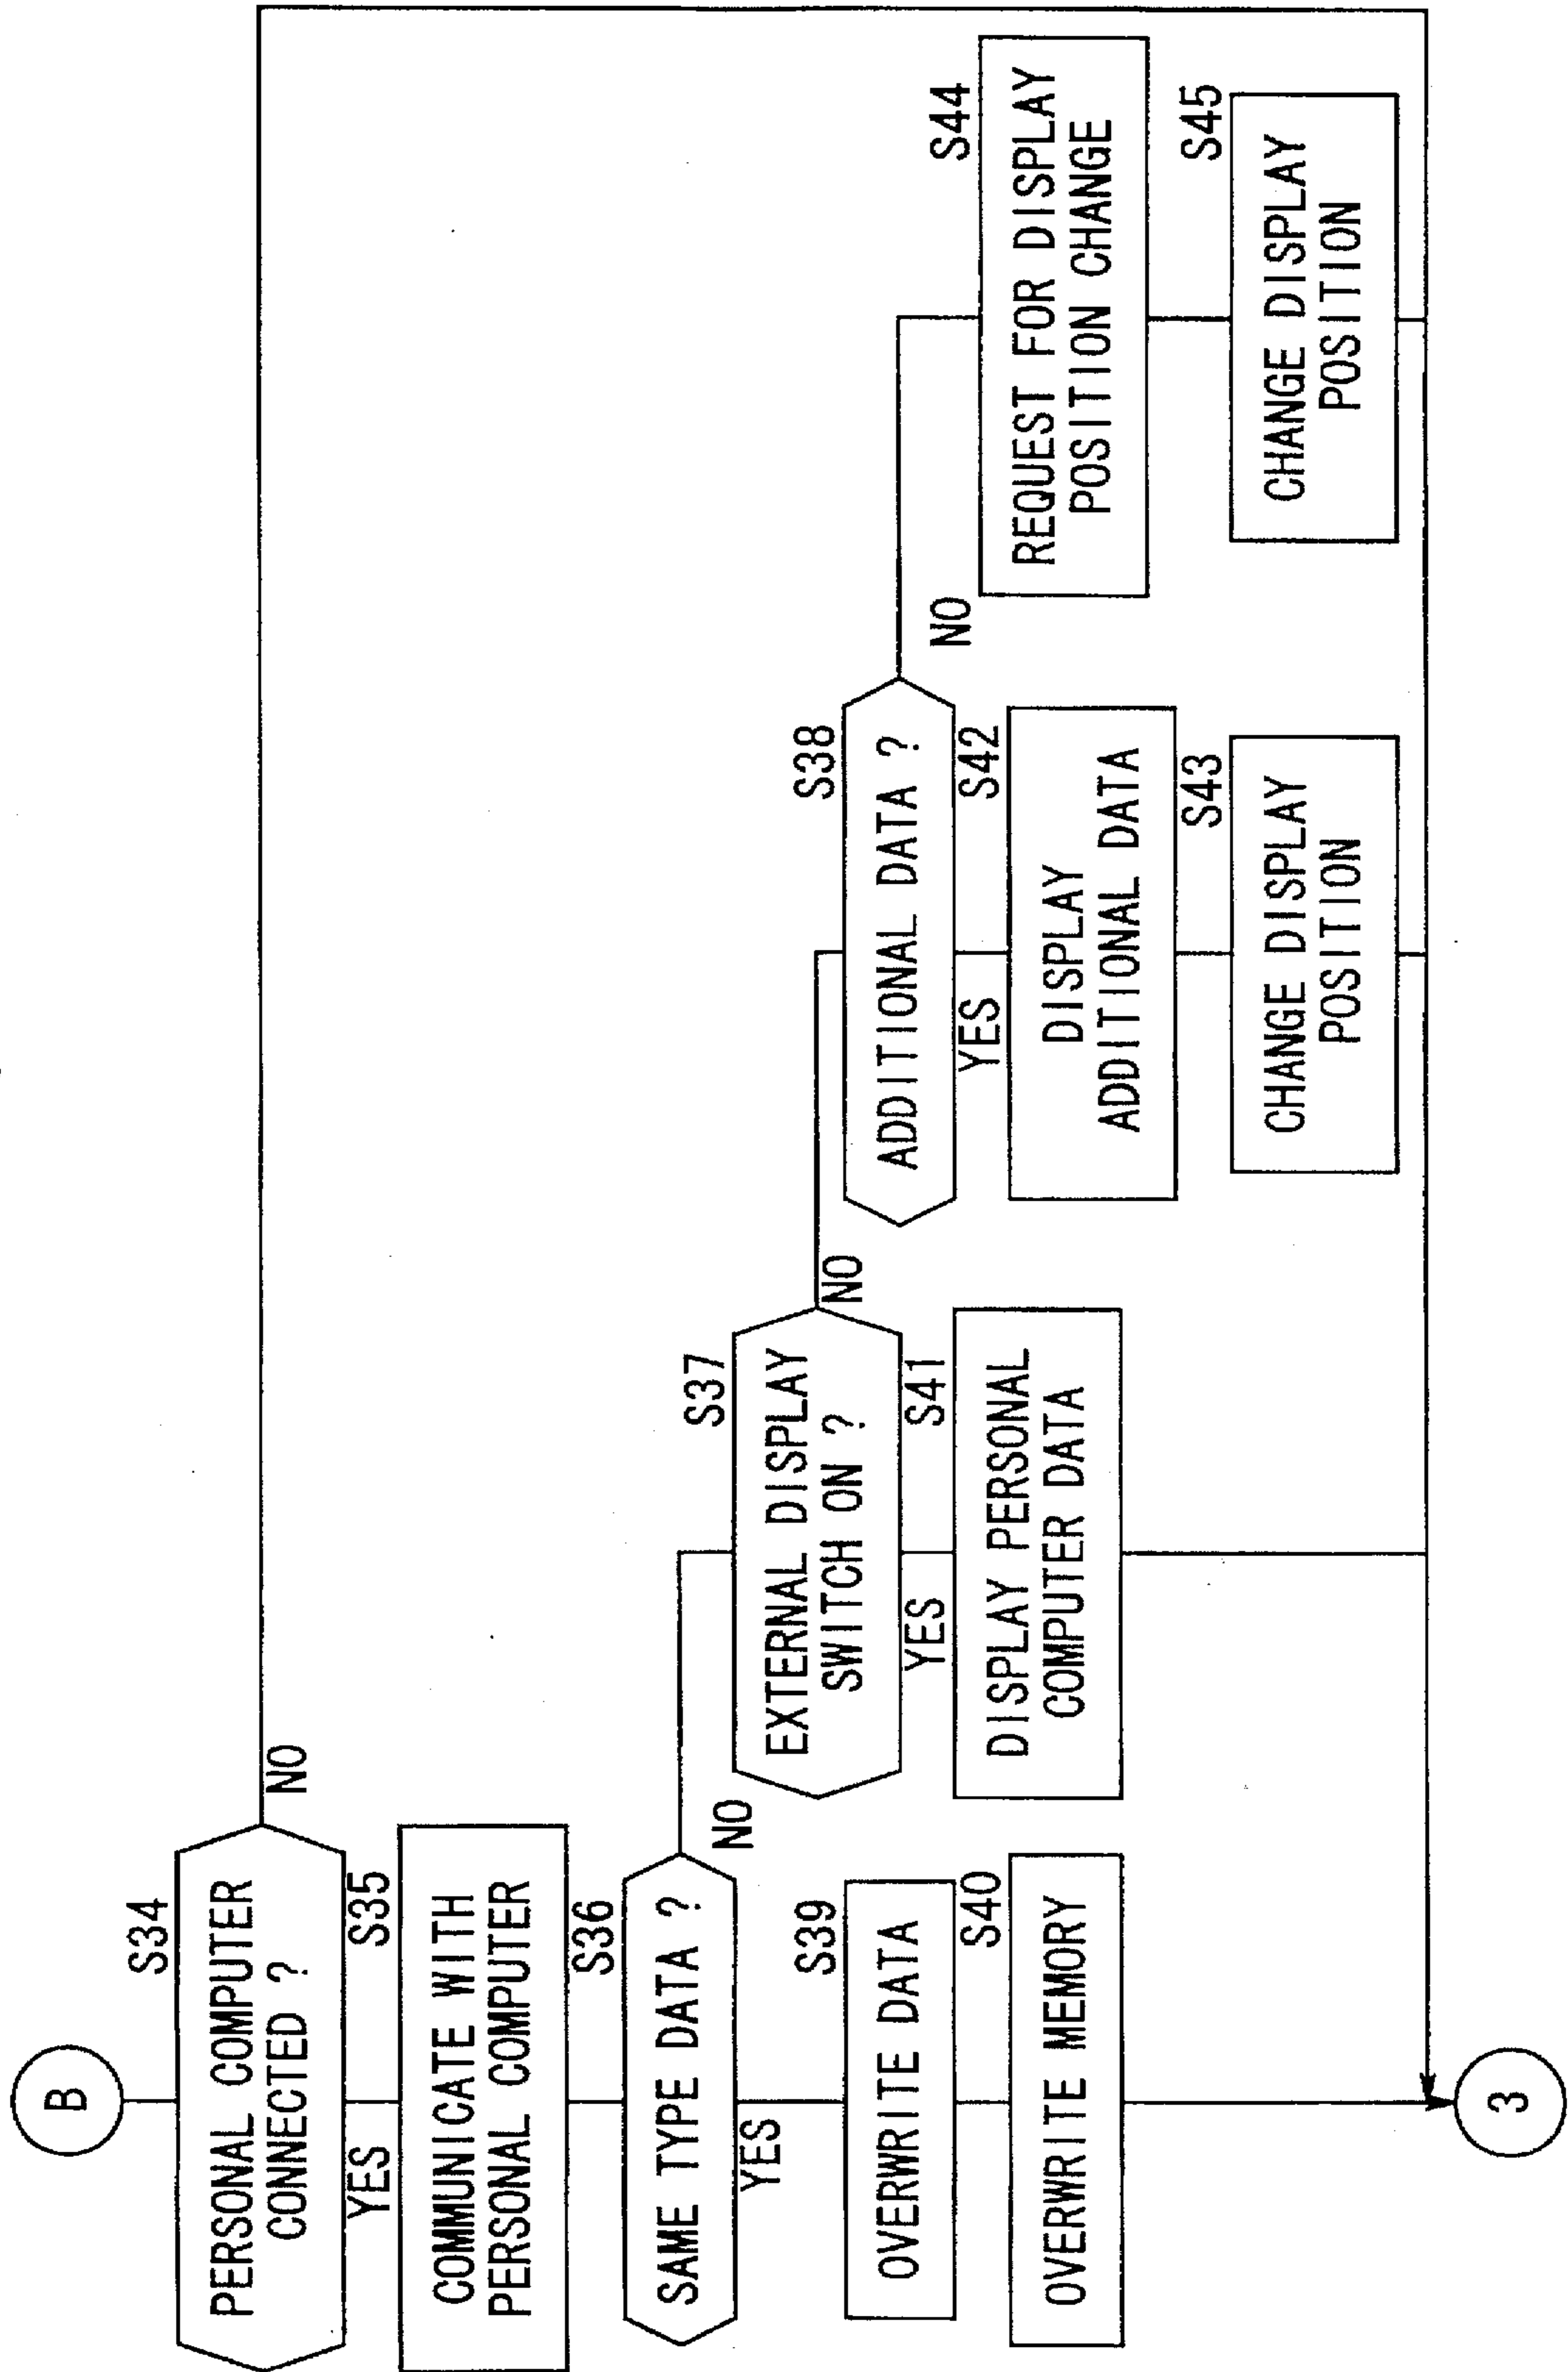 B
S34
PERSONAL COMPUTER
CONNECTED ?
NO
YES
S35
COMMUNICATE WITH
PERSONAL COMPUTER
S36
SAME TYPE DATA ?
NO
YES
S39
OVERWRITE DATA
S40
OVERWRITE MEMORY
S37
EXTERNAL DISPLAY
SWITCH ON ?
NO
YES
S41
DISPLAY PERSONAL
COMPUTER DATA
S38
ADDITIONAL DATA ?
NO
YES
S42
DISPLAY
ADDITIONAL DATA
S43
CHANGE DISPLAY
POSITION
S44
REQUEST FOR DISPLAY
POSITION CHANGE
S45
CHANGE DISPLAY
POSITION
3